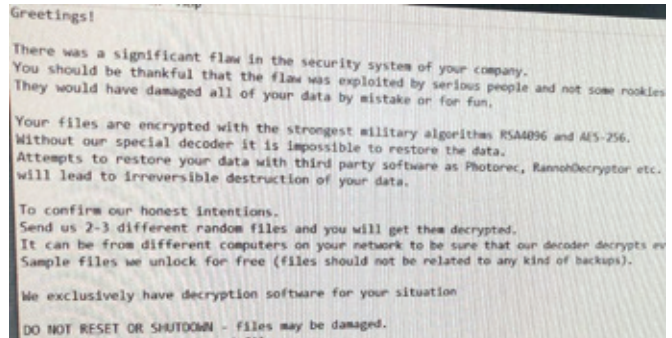 Greetings!
There was a significant flaw in the security system of your company.
You should be thankful that the flaw was exploited by serious people and not some rookies
They would have damaged all of your data by mistake or for fun.
Your files are encrypted with the strongest military algorithms RSA4096 and AES-256.
Without our special decoder it is impossible to restore the data.
Attempts to restore your data with third party software as Photorec, RannohDecryptor etc.
will lead to irreversible destruction of your data.
To confirm our honest intentions.
Send us 2-3 different random files and you will get them decrypted.
It can be from different computers on your network to be sure that our decoder decrypts
Sample files we unlock for free (files should not be related to any kind of backups).
We exclusively have decryption software for your situation
DO NOT RESET OR SHUTDOWN - files may be damaged.